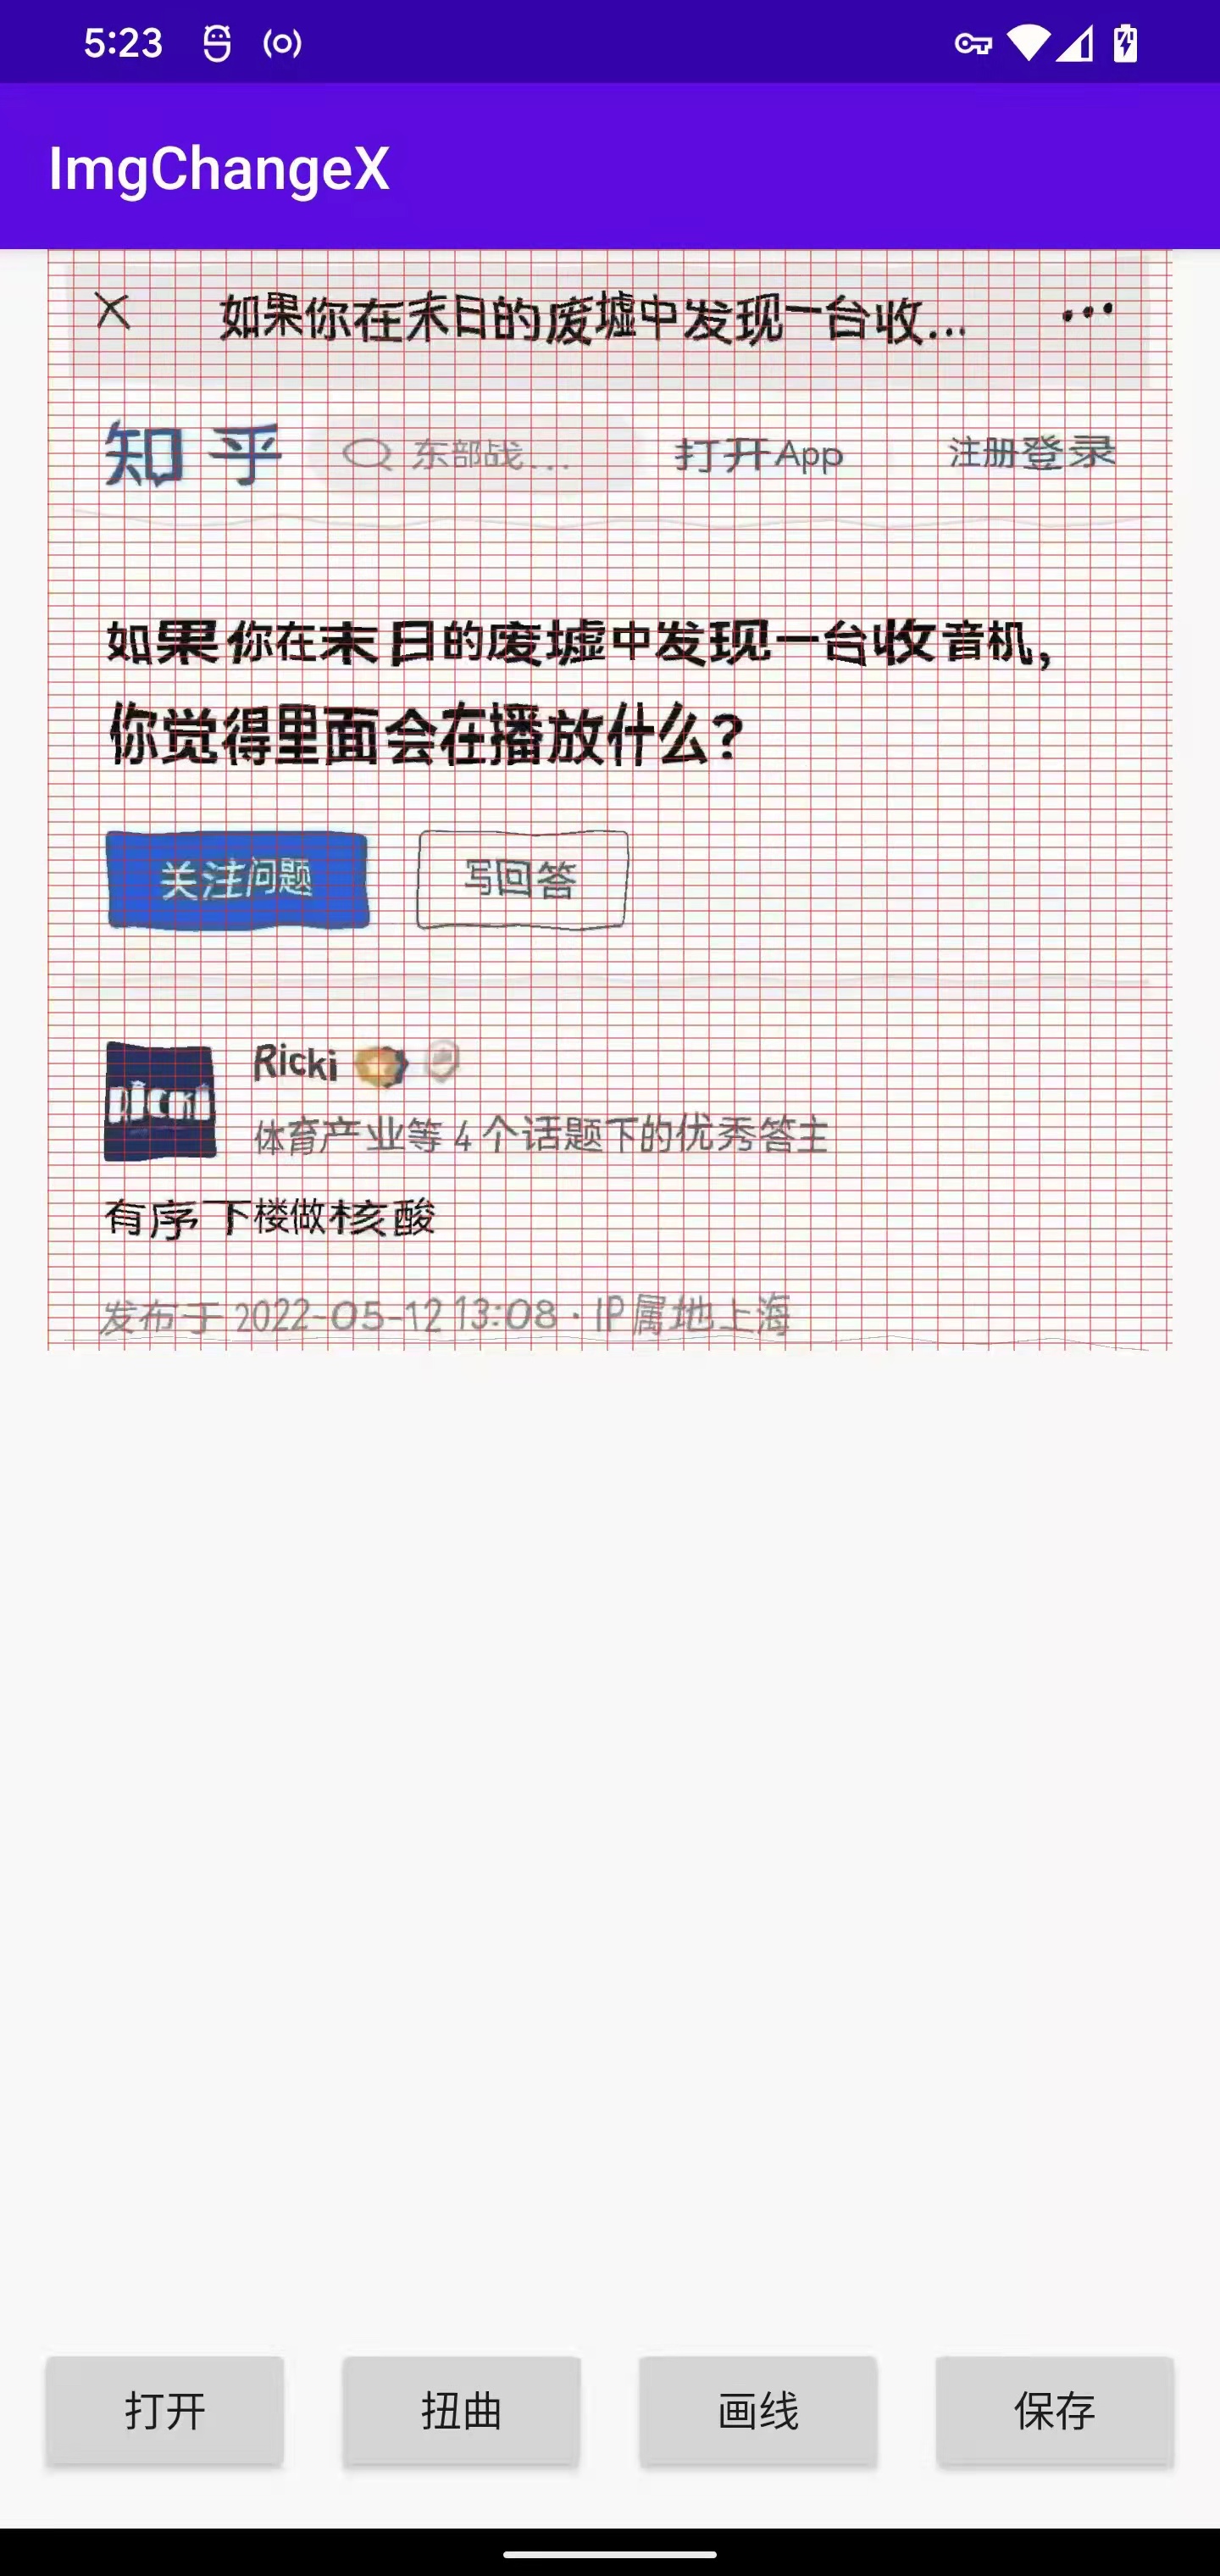 5:23
ImgChangeX
如果你在末日的废墟中发现一台收...
知乎 东部战... 打开App 注册登录
如果你在末日的废墟中发现一台收音机，
你觉得里面会在播放什么？
关注问题 写回答
Ricki
体育产业等 4 个话题下的优秀答主
有序下楼做核酸
发布于 2022-05-12 13:08 · IP属地上海
打开 扭曲 画线 保存